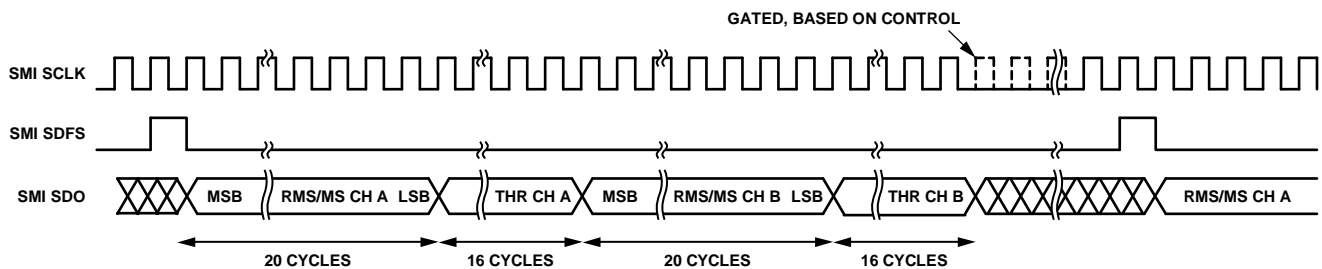 GATED, BASED ON CONTROL
SMI SCLK
SMI SDFS
SMI SDO
MSB RMS/MS CH A LSB THR CH A MSB RMS/MS CH B LSB THR CH B RMS/MS CH A
20 CYCLES 16 CYCLES 20 CYCLES 16 CYCLES